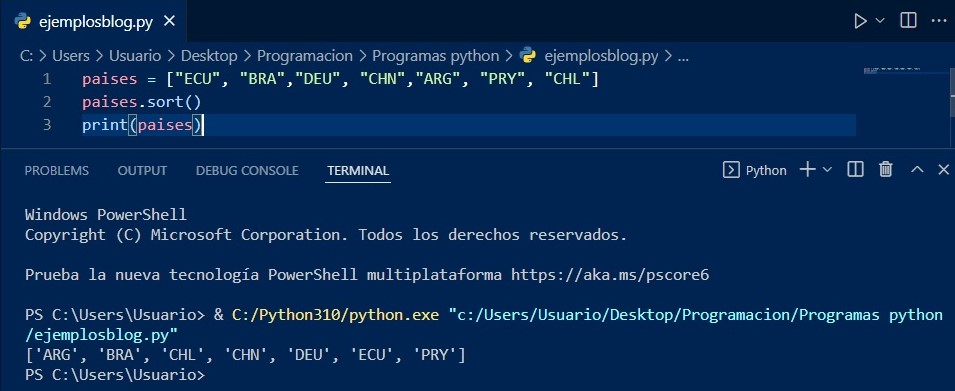 ejemplosblog.py
C: > Users > Usuario > Desktop > Programacion > Programas python > ejemplosblog.py > ...
1 paises = ["ECU", "BRA","DEU", "CHN","ARG", "PRY", "CHL"]
2 paises.sort()
3 print(paises)
PROBLEMS OUTPUT DEBUG CONSOLE TERMINAL Python
Windows PowerShell
Copyright (C) Microsoft Corporation. Todos los derechos reservados.
Prueba la nueva tecnología PowerShell multiplataforma https://aka.ms/pscore6
PS C:\Users\Usuario> & C:/Python310/python.exe "c:/Users/Usuario/Desktop/Programacion/Programas python
/ejemplosblog.py"
['ARG', 'BRA', 'CHL', 'CHN', 'DEU', 'ECU', 'PRY']
PS C:\Users\Usuario>